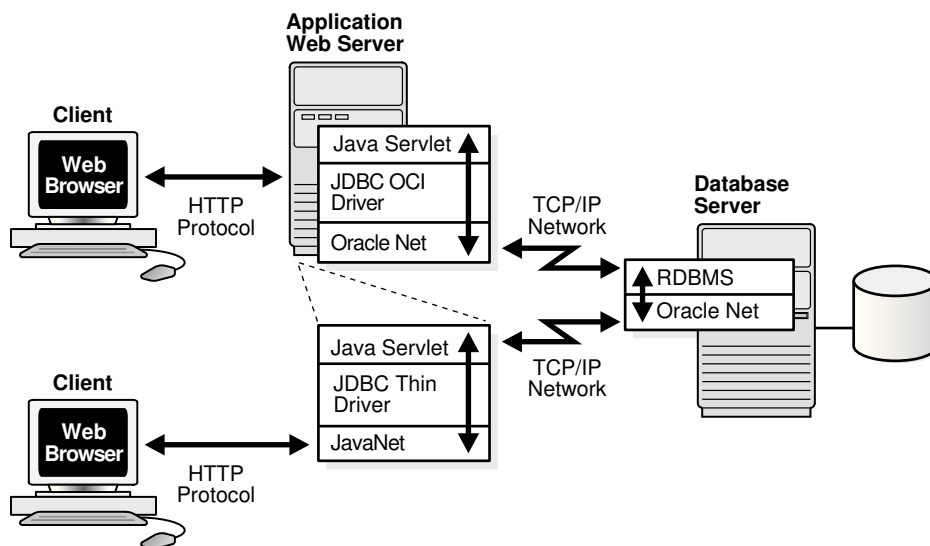 Application
Web Server
Client
Web
Browser
HTTP
Protocol
Java Servlet
JDBC OCI
Driver
Oracle Net
TCP/IP
Network
Database
Server
RDBMS
Oracle Net
Java Servlet
JDBC Thin
Driver
JavaNet
TCP/IP
Network
Client
Web
Browser
HTTP
Protocol